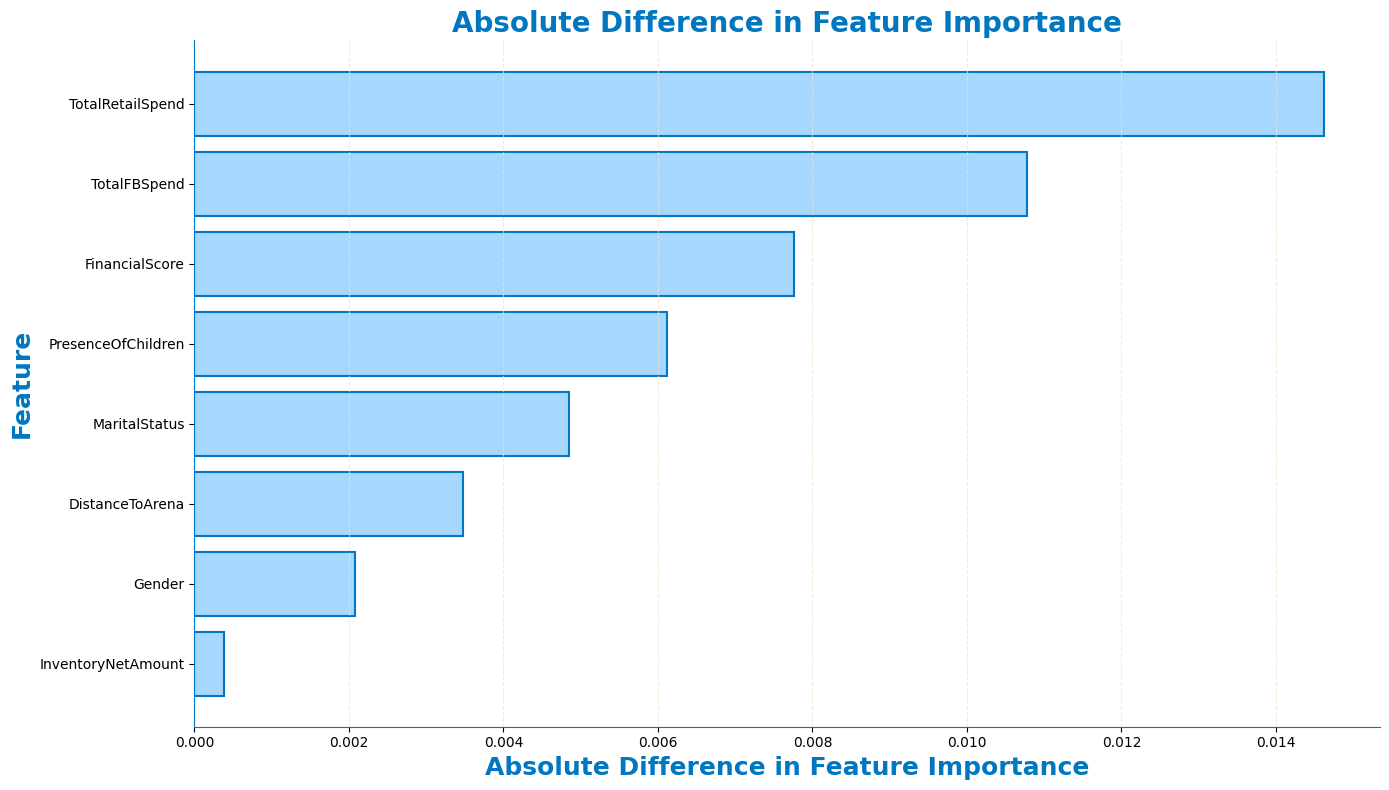 Absolute Difference in Feature Importance
Feature
TotalRetailSpend
TotalFBSpend
FinancialScore
PresenceOfChildren
MaritalStatus
DistanceToArena
Gender
InventoryNetAmount
0.000 0.002 0.004 0.006 0.008 0.010 0.012 0.014
Absolute Difference in Feature Importance